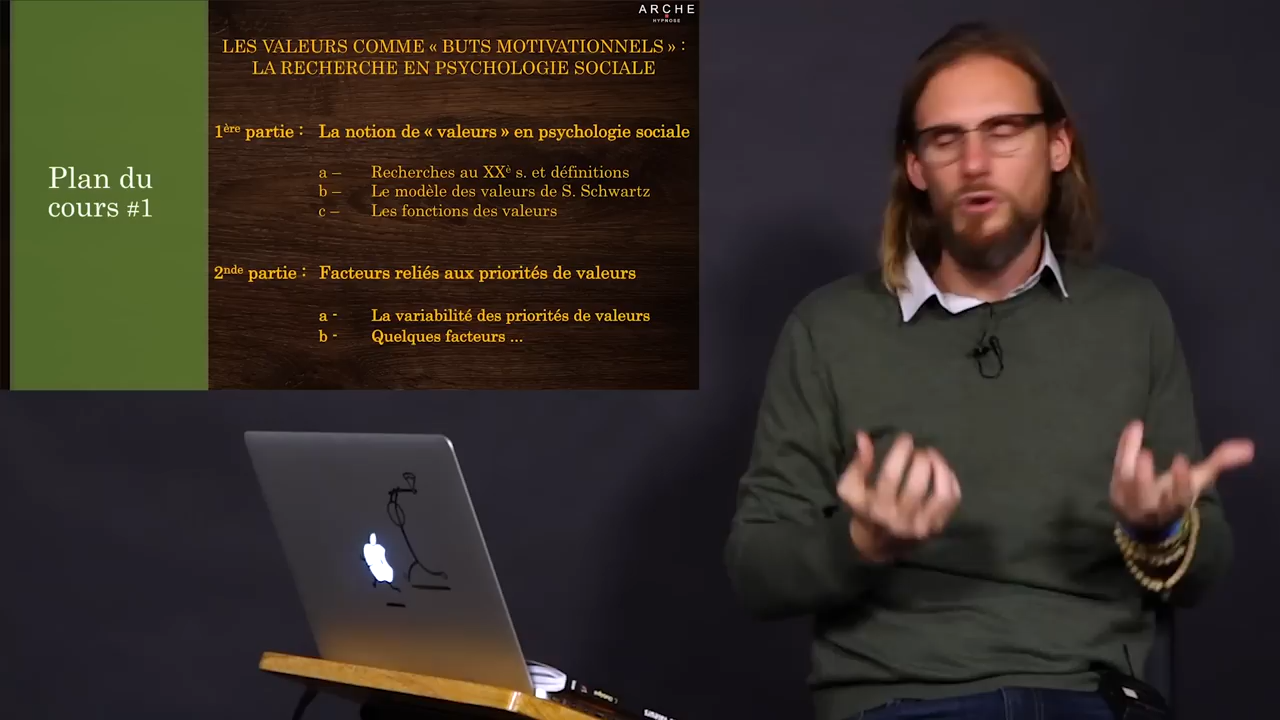 ARCHE
HYPNOSE
LES VALEURS COMME « BUTS MOTIVATIONNELS » :
LA RECHERCHE EN PSYCHOLOGIE SOCIALE
Plan du
cours #1
1ère partie : La notion de « valeurs » en psychologie sociale
a – Recherches au XXè s. et définitions
b – Le modèle des valeurs de S. Schwartz
c – Les fonctions des valeurs
2nde partie : Facteurs reliés aux priorités de valeurs
a - La variabilité des priorités de valeurs
b - Quelques facteurs ...